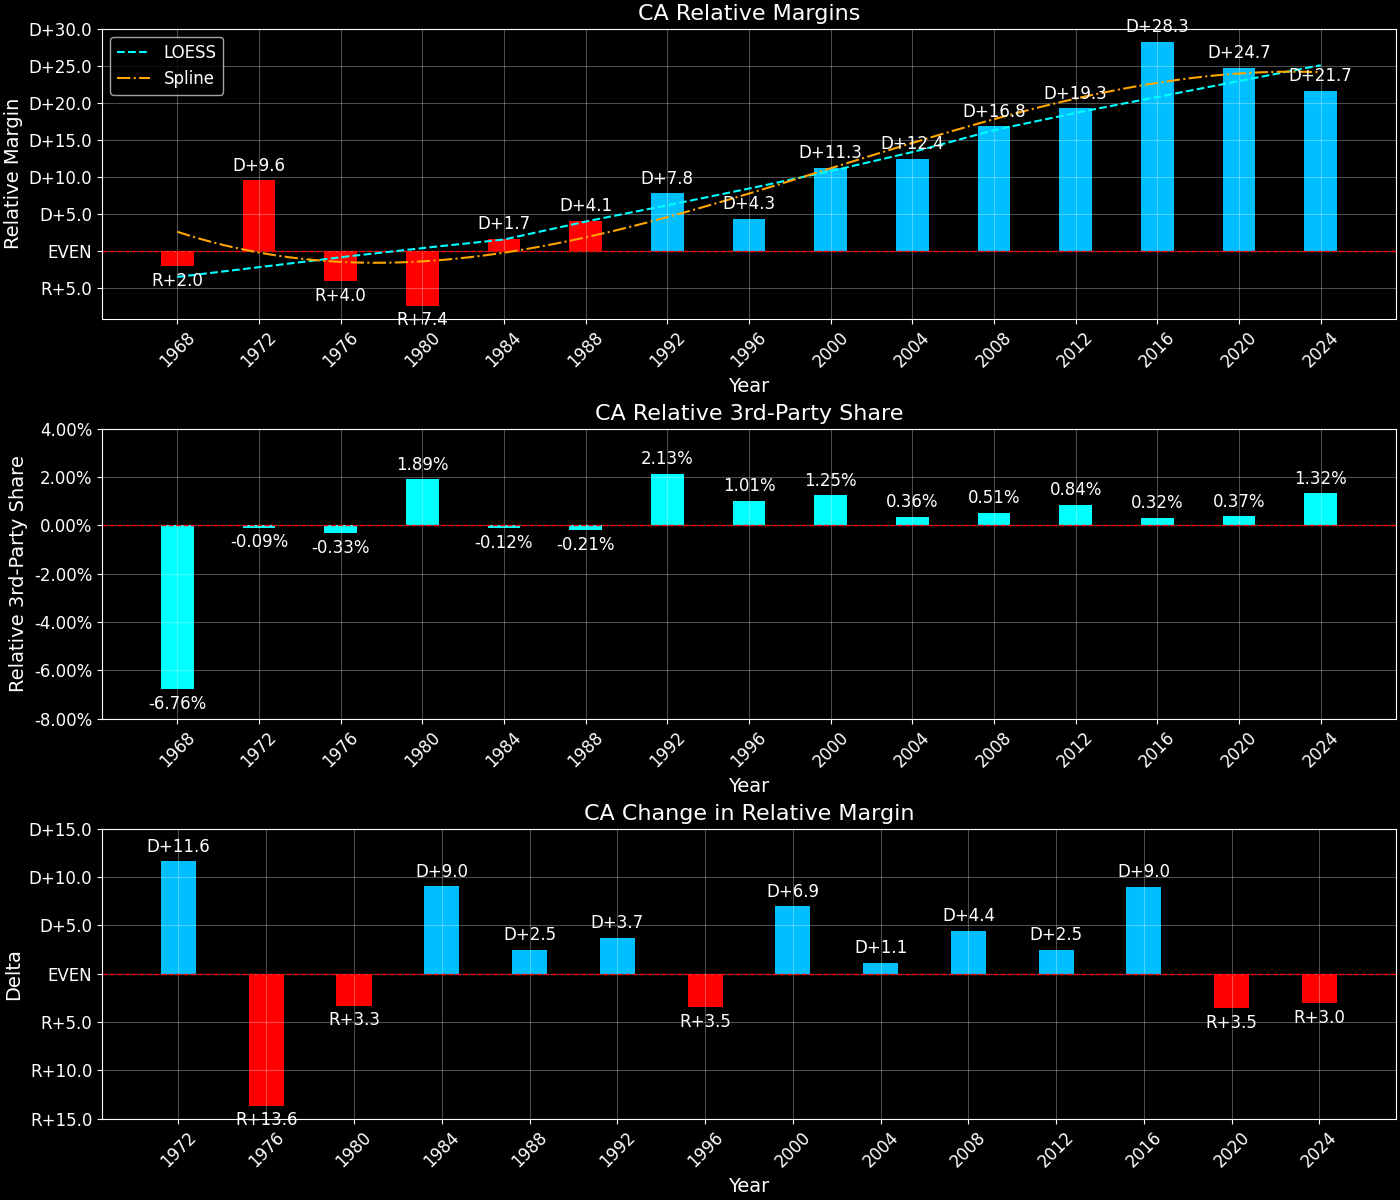 CA Relative Margins
Relative Margin
D+30.0
D+25.0
D+20.0
D+15.0
D+10.0
D+5.0
EVEN
R+5.0
LOESS
Spline
R+2.0
D+9.6
R+4.0
R+7.4
D+1.7
D+4.1
D+7.8
D+4.3
D+11.3
D+12.4
D+16.8
D+19.3
D+28.3
D+24.7
D+21.7
1968
1972
1976
1980
1984
1988
1992
1996
2000
2004
2008
2012
2016
2020
2024
Year
CA Relative 3rd-Party Share
Relative 3rd-Party Share
4.00%
2.00%
0.00%
-2.00%
-4.00%
-6.00%
-8.00%
-6.76%
-0.09%
-0.33%
1.89%
-0.12%
-0.21%
2.13%
1.01%
1.25%
0.36%
0.51%
0.84%
0.32%
0.37%
1.32%
1968
1972
1976
1980
1984
1988
1992
1996
2000
2004
2008
2012
2016
2020
2024
Year
CA Change in Relative Margin
Delta
D+15.0
D+10.0
D+5.0
EVEN
R+5.0
R+10.0
R+15.0
D+11.6
R+13.6
R+3.3
D+9.0
D+2.5
D+3.7
R+3.5
D+6.9
D+1.1
D+4.4
D+2.5
D+9.0
R+3.5
R+3.0
1972
1976
1980
1984
1988
1992
1996
2000
2004
2008
2012
2016
2020
2024
Year